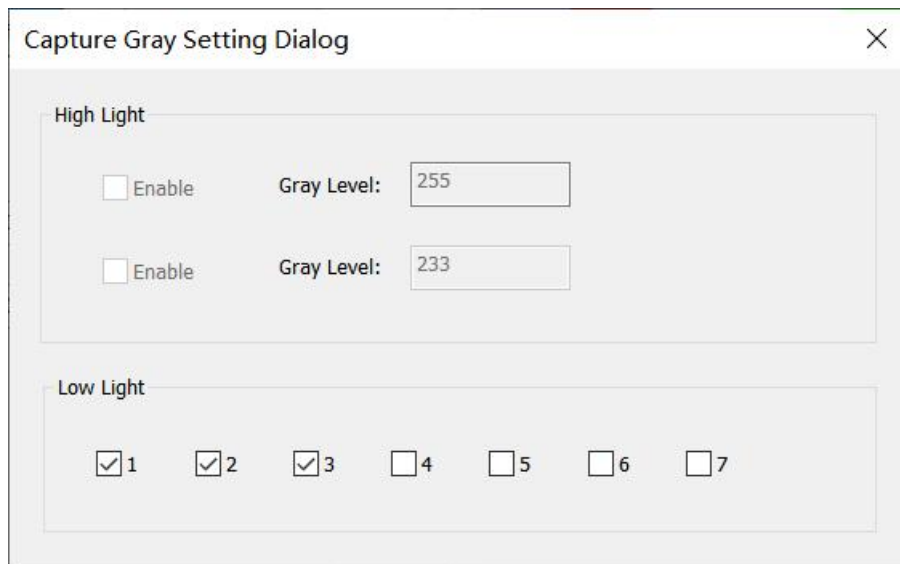 Capture Gray Setting Dialog
High Light
Enable Gray Level: 255
Enable Gray Level: 233
Low Light
1 2 3 4 5 6 7